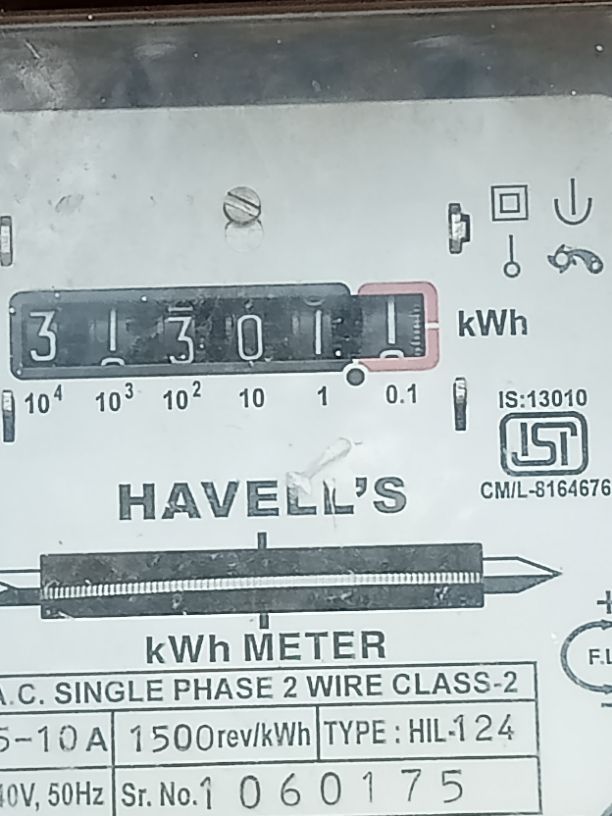 3 1 3 0 1 1 kWh
10⁴ 10³ 10² 10 1 0.1
IS:13010
ISI
CM/L-8164676
HAVELL'S
kWh METER
A.C. SINGLE PHASE 2 WIRE CLASS-2
5-10 A 1500rev/kWh TYPE : HIL-124
40V, 50Hz Sr. No. 1 0 6 0 1 7 5
+
F.L
-